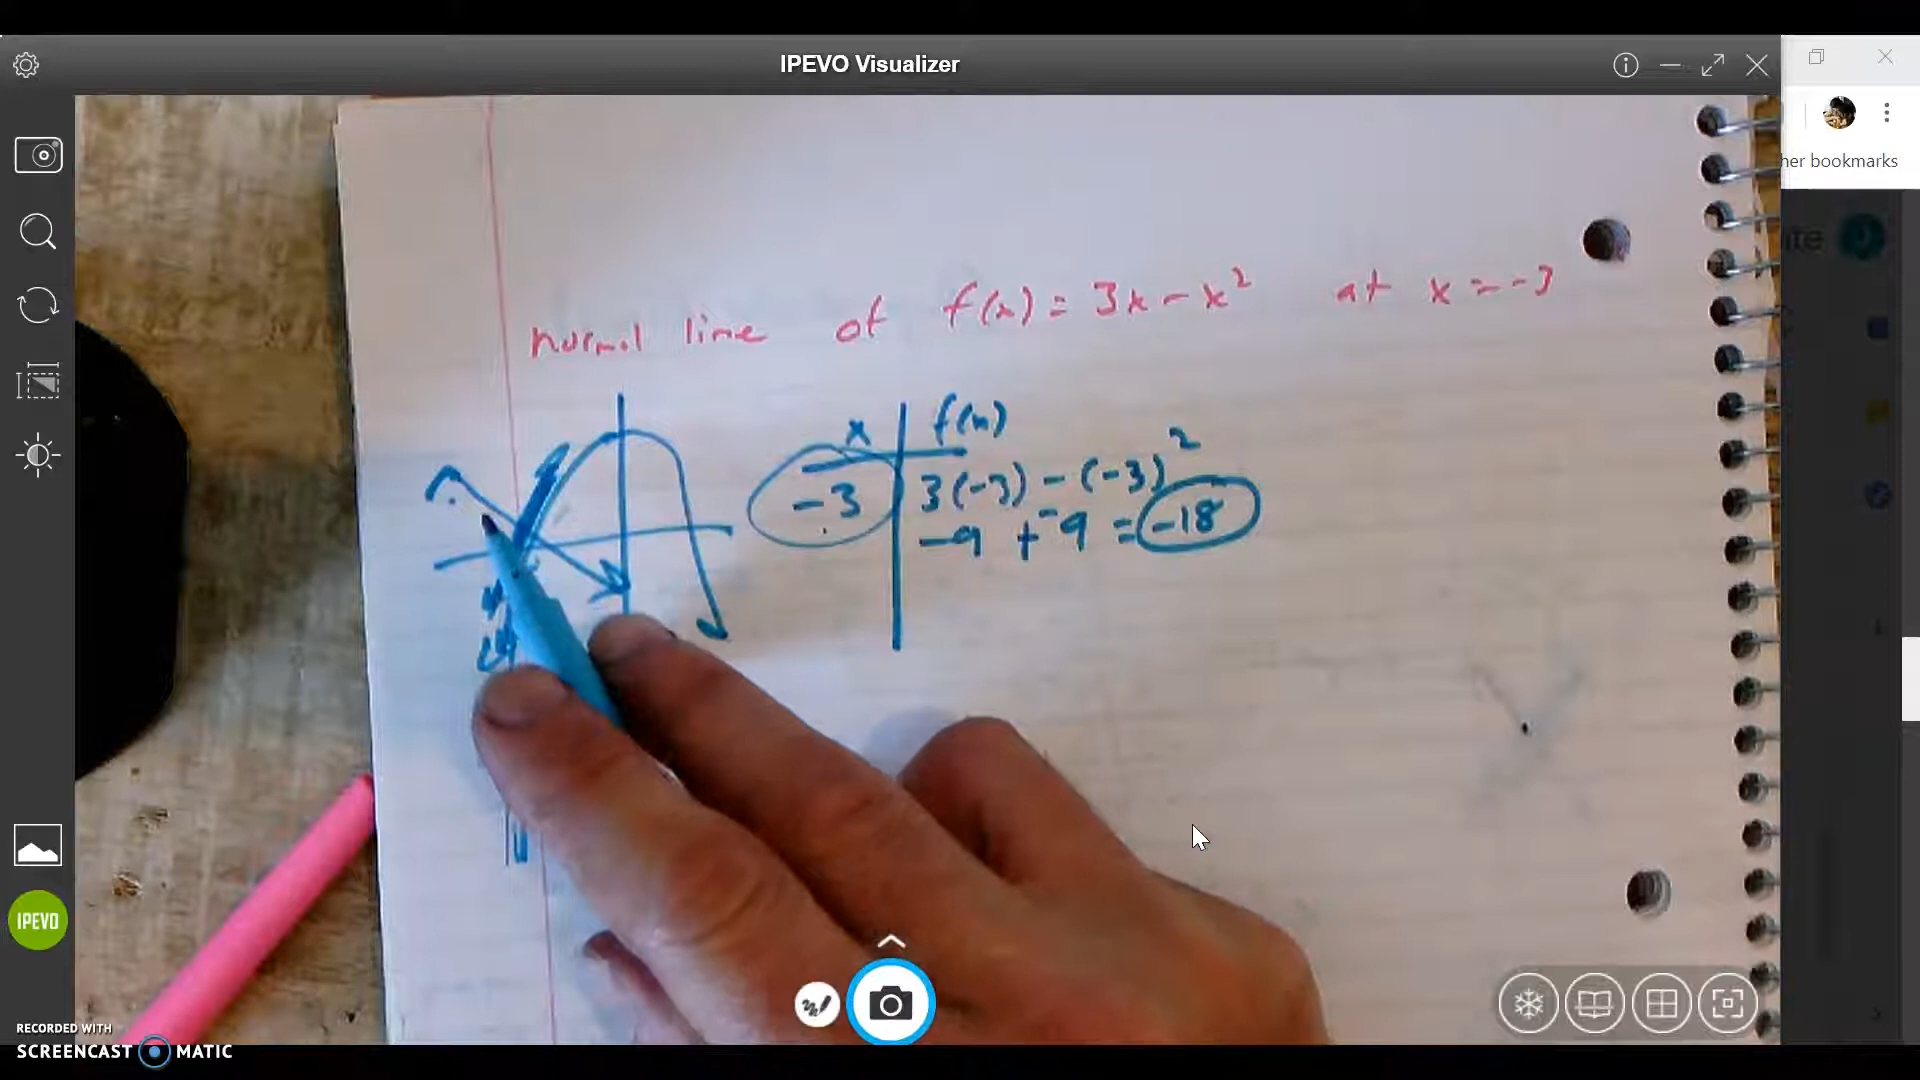 IPEVO Visualizer
her bookmarks
ite
normal line of f(x) = 3x - x² at x = -3
x f(x)
-3 3(-3) - (-3)²
-9 + -9 = -18
IPEVO
RECORDED WITH
SCREENCAST MATIC